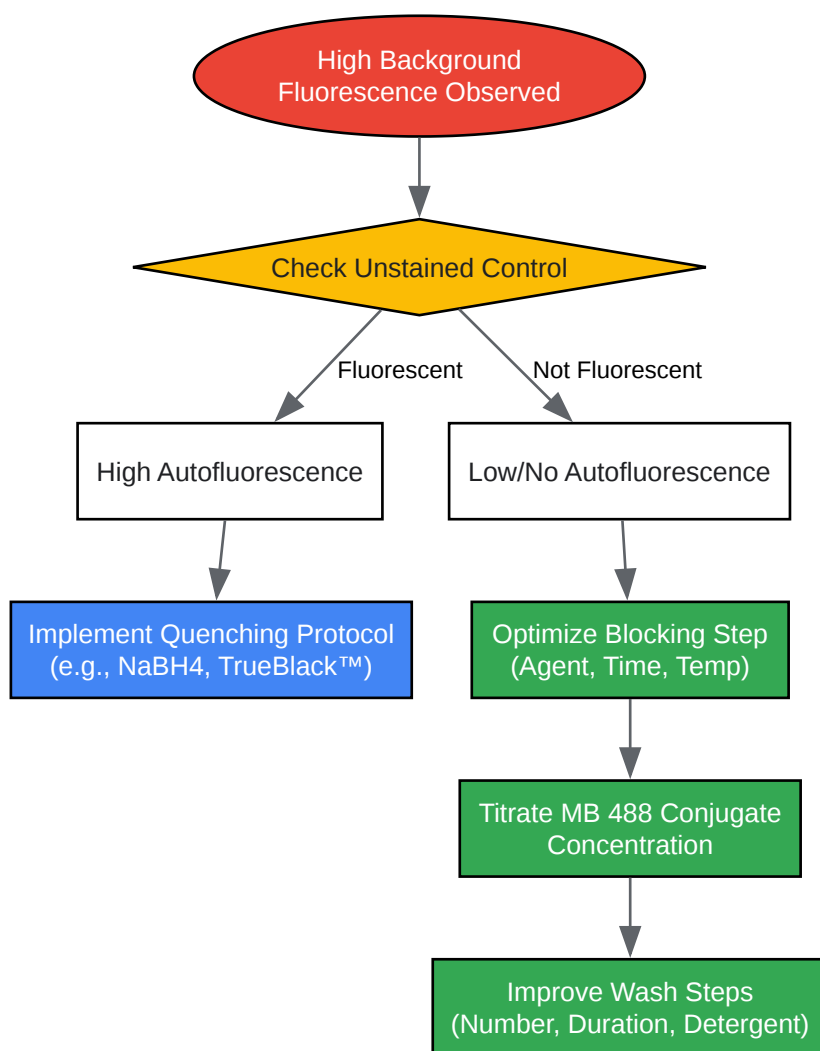 High Background
Fluorescence Observed
Check Unstained Control
Fluorescent
Not Fluorescent
High Autofluorescence
Low/No Autofluorescence
Implement Quenching Protocol
(e.g., NaBH4, TrueBlack™)
Optimize Blocking Step
(Agent, Time, Temp)
Titrate MB 488 Conjugate
Concentration
Improve Wash Steps
(Number, Duration, Detergent)